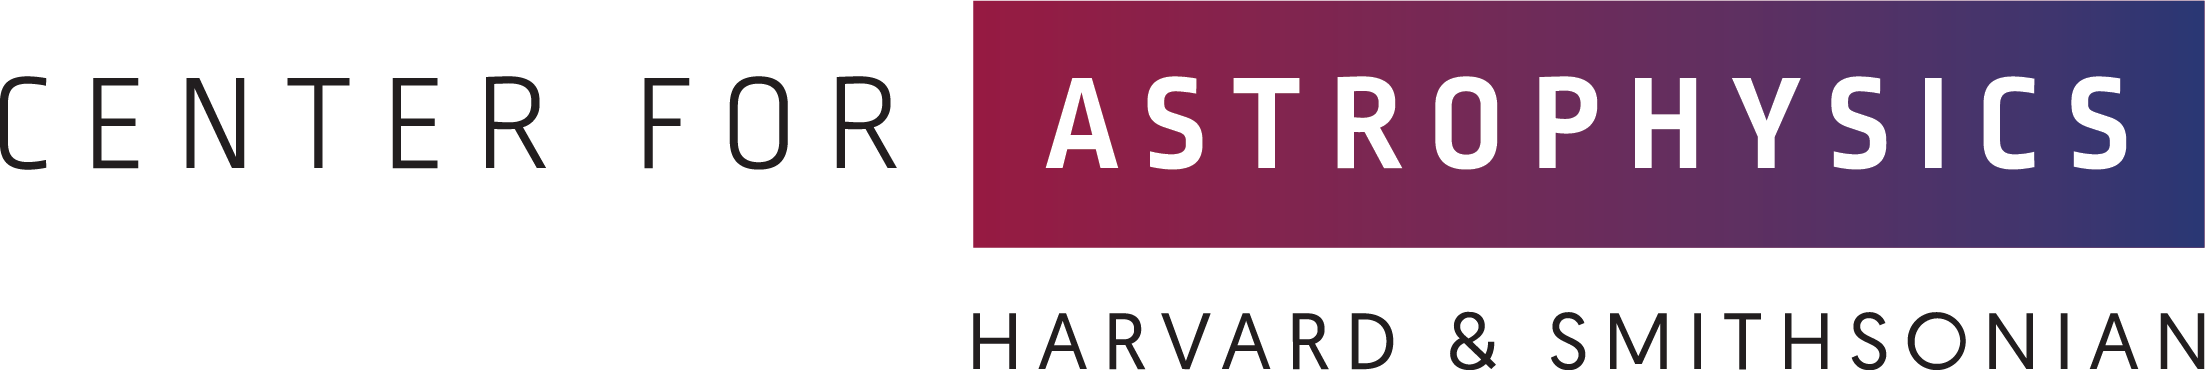 CENTER FOR ASTROPHYSICS
HARVARD & SMITHSONIAN